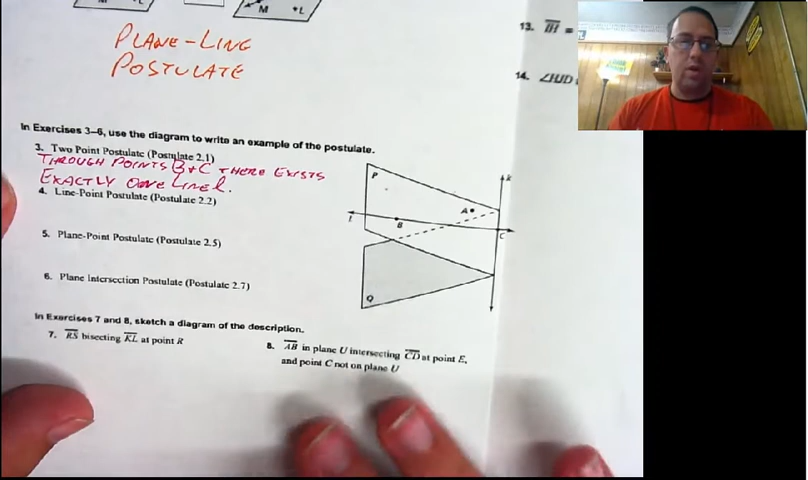 M
M
•L
PLANE-LINE
POSTULATE
13. BI =
14. ∠HJD
In Exercises 3–6, use the diagram to write an example of the postulate.
3. Two Point Postulate (Postulate 2.1)
THROUGH POINTS B & C THERE EXISTS
EXACTLY ONE LINE l.
4. Line-Point Postulate (Postulate 2.2)
5. Plane-Point Postulate (Postulate 2.5)
6. Plane Intersection Postulate (Postulate 2.7)
P
k
A
l
B
C
Q
In Exercises 7 and 8, sketch a diagram of the description.
7. RS bisecting KL at point R
8. AB in plane U intersecting CD at point E,
and point C not on plane U